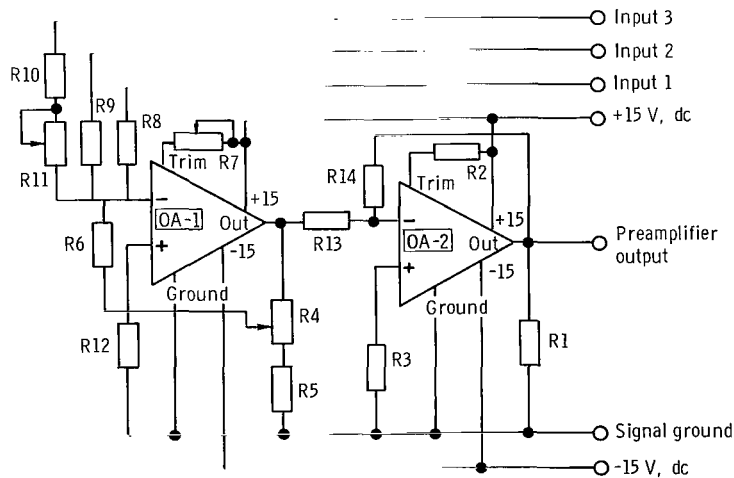 Input 3
Input 2
Input 1
+15 V, dc
R10
R9
R8
R11
Trim
R7
R14
Trim
R2
+15
-
OA-1
Out
+
-15
R6
R13
-
+15
OA-2
Out
+
-15
Preamplifier
output
Ground
R4
Ground
R12
R5
R3
R1
Signal ground
-15 V, dc